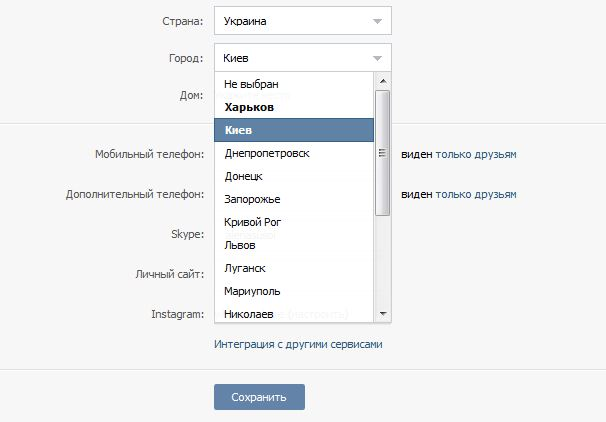 Страна: Украина
Город: Киев
Не выбран
Дом:
Харьков
Киев
Мобильный телефон: Днепропетровск виден только друзьям
Донецк
Дополнительный телефон: Запорожье виден только друзьям
Кривой Рог
Skype:
Львов
Личный сайт: Луганск
Мариуполь
Instagram: Николаев
Интеграция с другими сервисами
Сохранить